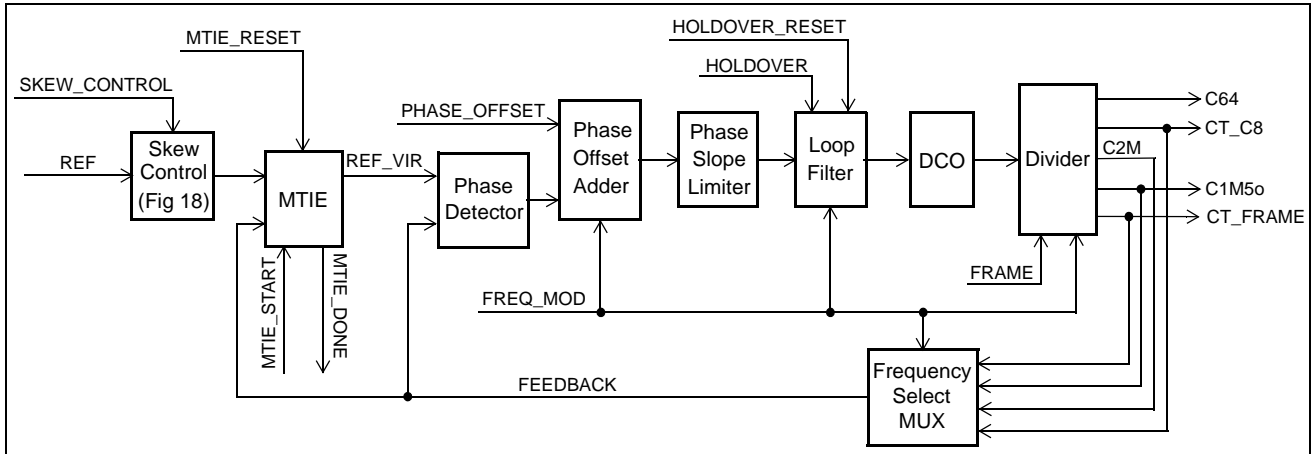 MTIE_RESET
HOLDOVER_RESET
HOLDOVER
SKEW_CONTROL
PHASE_OFFSET
REF
Skew
Control
(Fig 18)
MTIE
REF_VIR
Phase
Detector
Phase
Offset
Adder
Phase
Slope
Limiter
Loop
Filter
DCO
Divider
C64
CT_C8
C2M
C1M5o
CT_FRAME
MTIE_START
MTIE_DONE
FRAME
FREQ_MOD
FEEDBACK
Frequency
Select
MUX